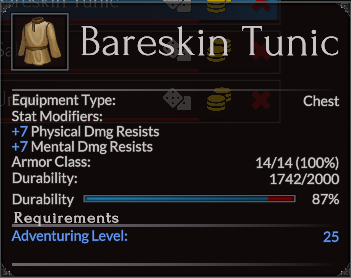 Bareskin Tunic
Equipment Type: Chest
Stat Modifiers:
+7 Physical Dmg Resists
+7 Mental Dmg Resists
Armor Class: 14/14 (100%)
Durability: 1742/2000
Durability 87%
Requirements
Adventuring Level: 25